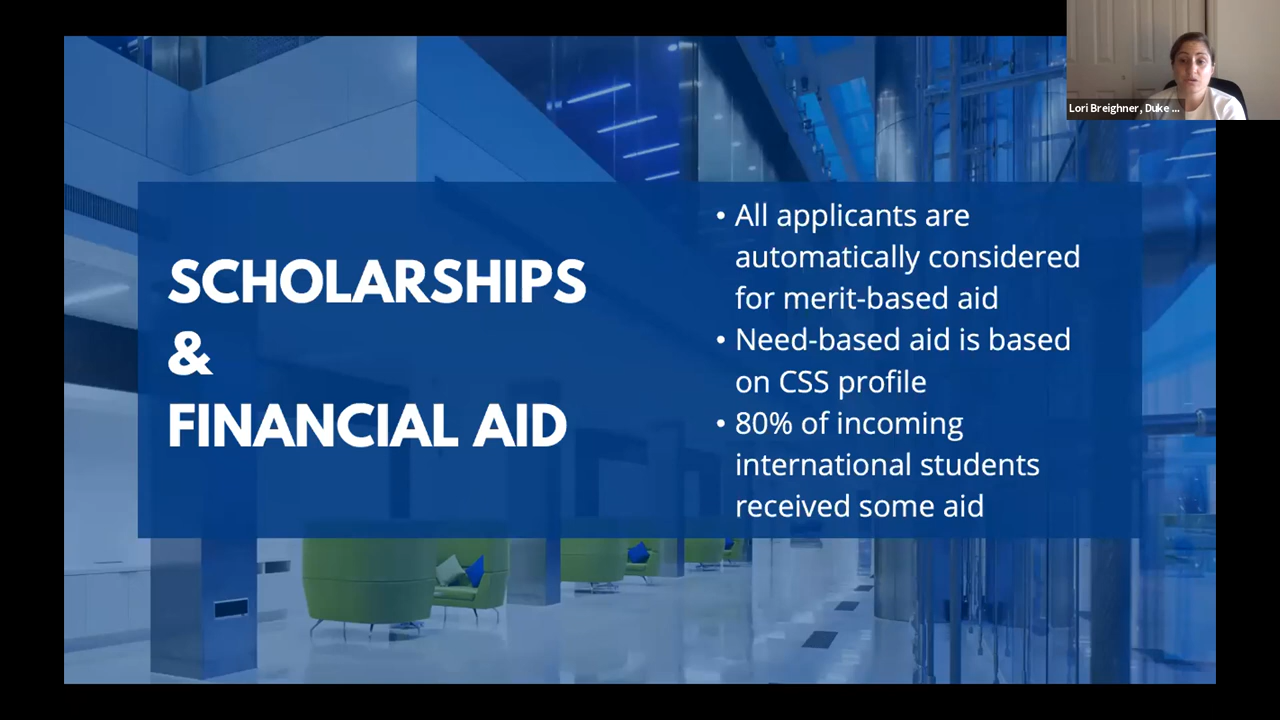 Lori Breighner, Duke ...
SCHOLARSHIPS
&
FINANCIAL AID
• All applicants are
automatically considered
for merit-based aid
• Need-based aid is based
on CSS profile
• 80% of incoming
international students
received some aid